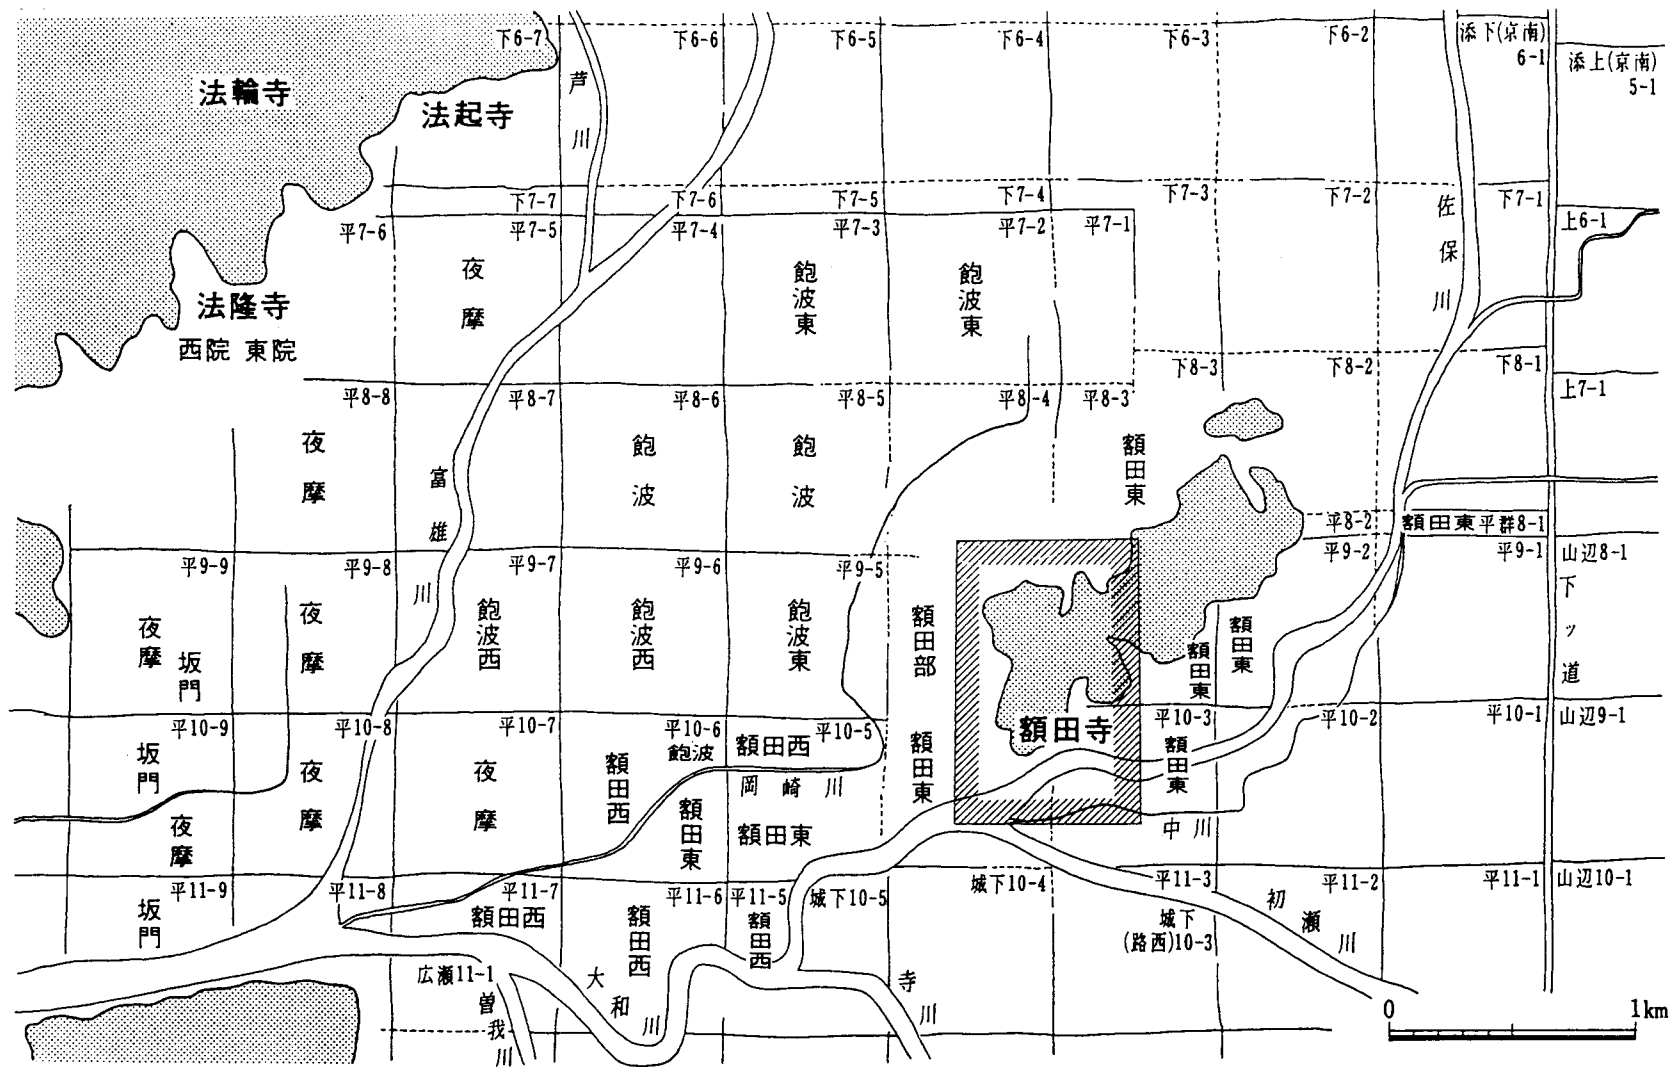 下6-7
下6-6
下6-5
下6-4
下6-3
下6-2
添下(京南)
6-1
添上(京南)
5-1
法輪寺
法起寺
芦川
下7-7
下7-6
下7-5
下7-4
下7-3
下7-2
下7-1
佐保川
上6-1
平7-6
平7-5
平7-4
平7-3
平7-2
平7-1
夜摩
飽波東
飽波東
法隆寺
西院 東院
下8-3
下8-2
下8-1
上7-1
平8-8
平8-7
平8-6
平8-5
平8-4
平8-3
夜摩
富雄川
飽波
飽波
額田東
平8-2
額田東平群8-1
平9-9
平9-8
平9-7
平9-6
平9-5
平9-2
平9-1
山辺8-1
下ッ道
夜摩
坂門
夜摩
飽波西
飽波西
飽波東
額田部
額田東
額田東
平10-9
平10-8
平10-7
平10-6
平10-5
額田寺
平10-3
平10-2
平10-1
山辺9-1
坂門
夜摩
夜摩
夜摩
額田西
飽波
額田西
岡崎川
額田東
額田東
額田東
額田東
中川
平11-9
平11-8
平11-7
平11-6
平11-5
城下10-5
城下10-4
平11-3
平11-2
平11-1
山辺10-1
坂門
額田西
額田西
額田西
城下
(路西)10-3
初瀬川
広瀬11-1
曽我川
大和川
寺川
0
1km